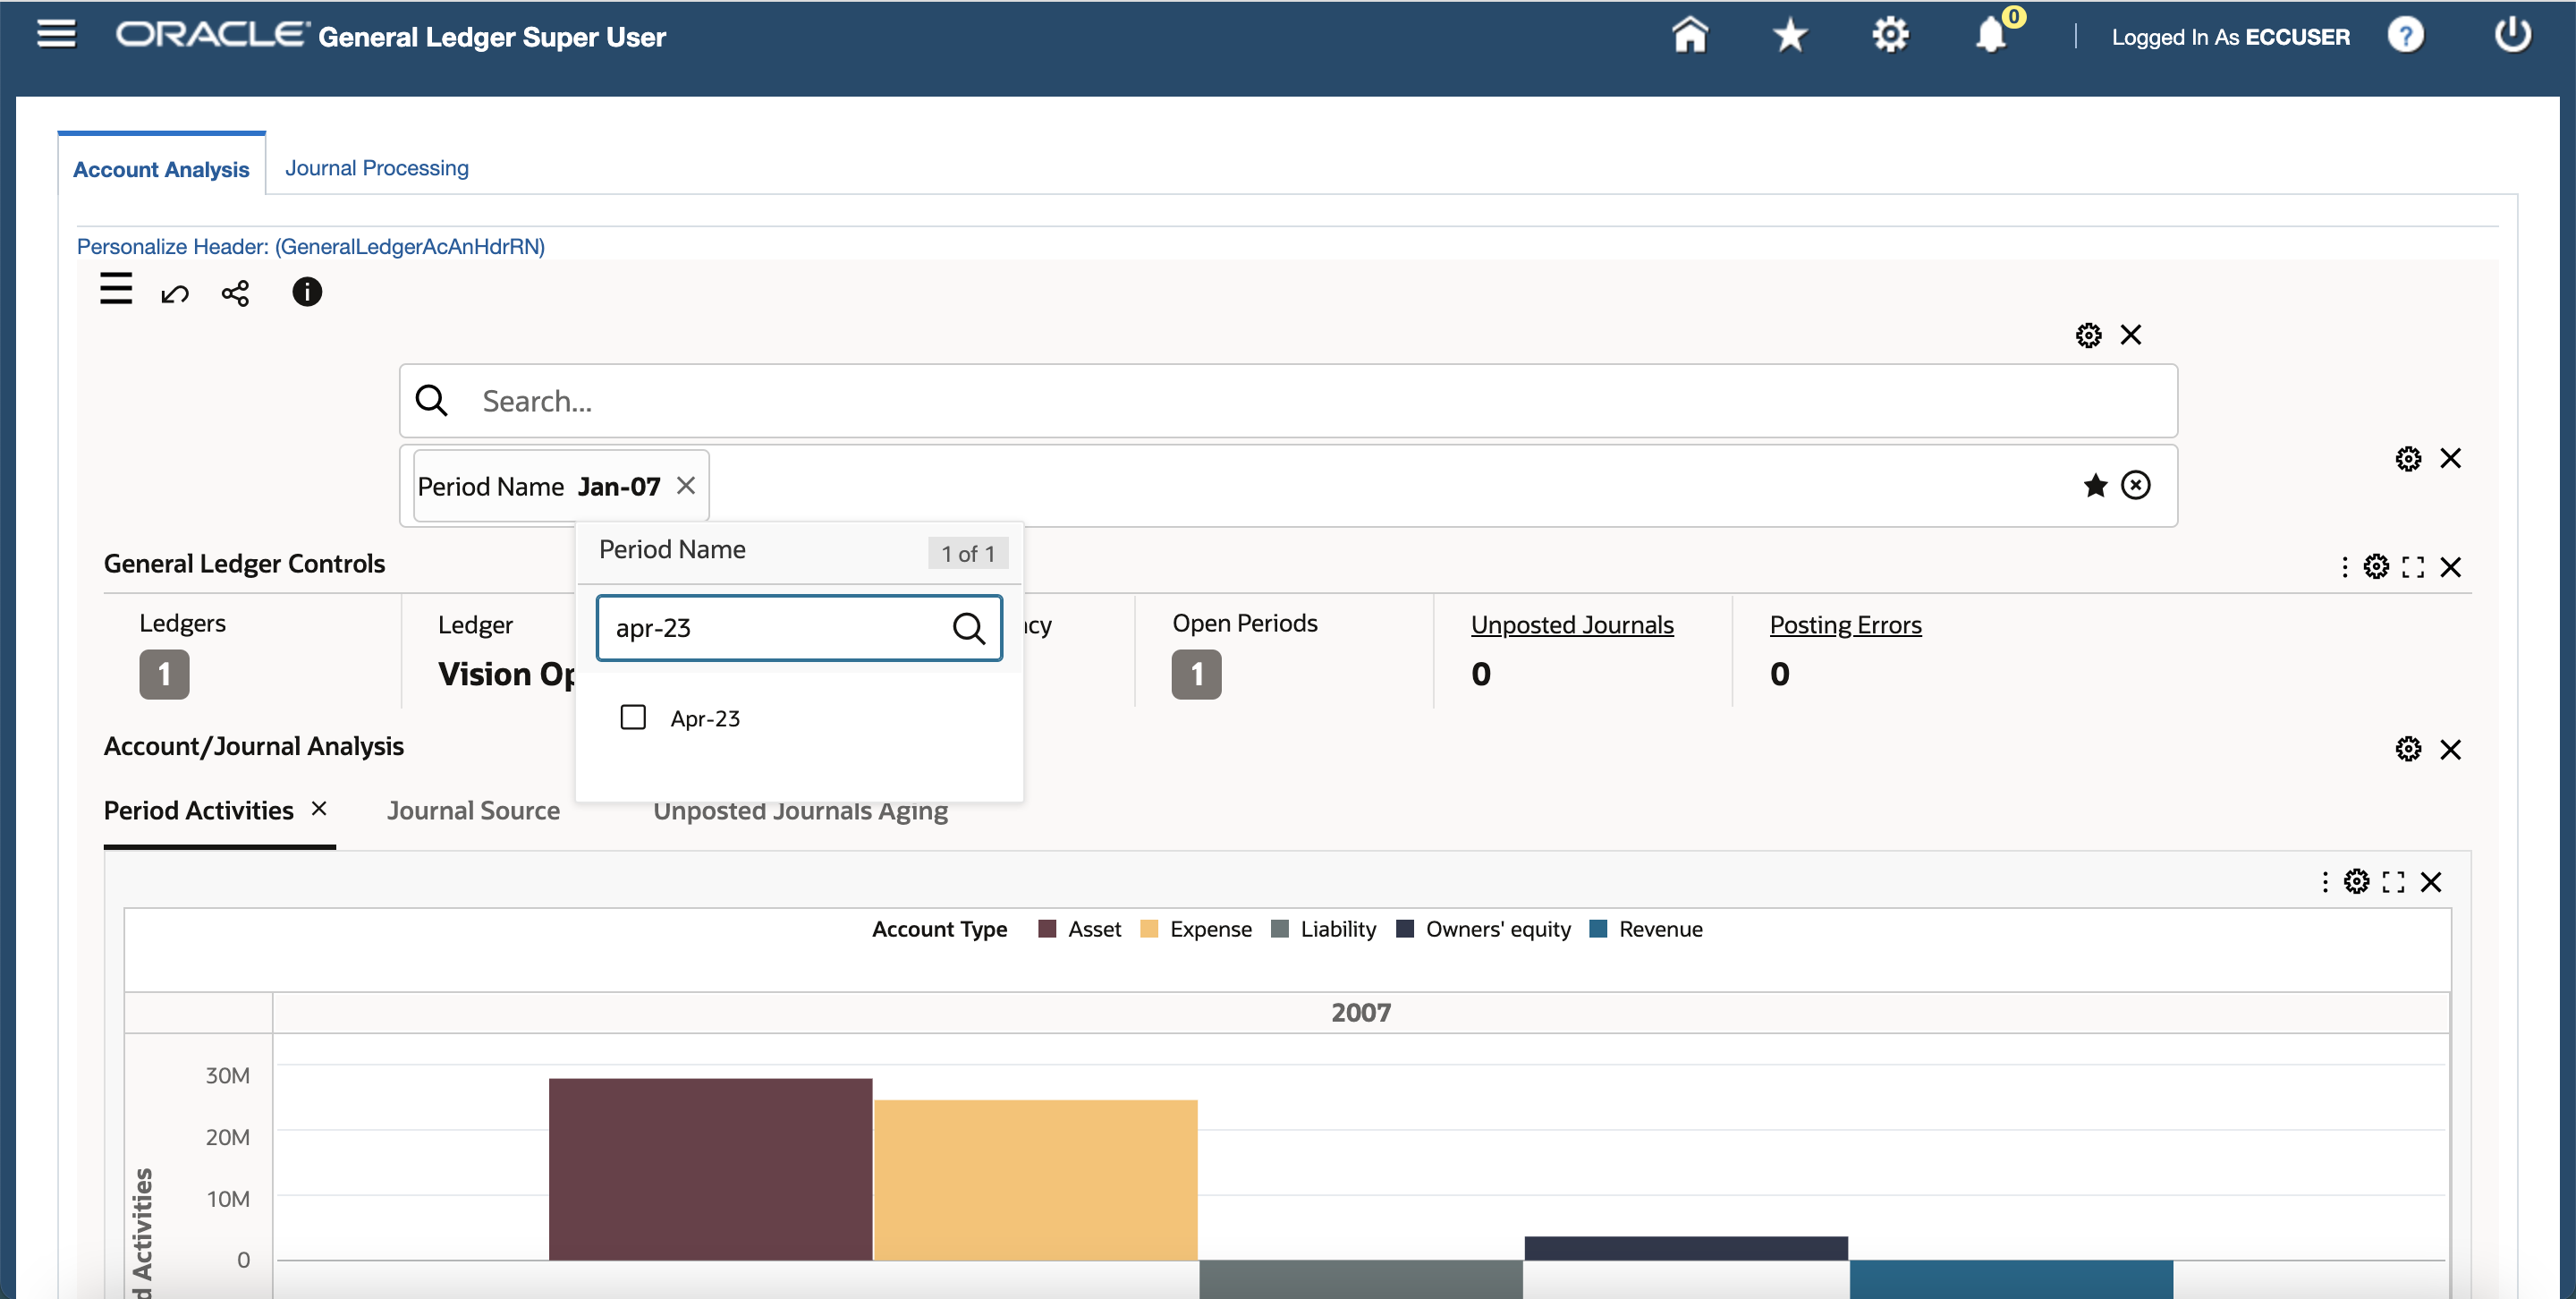 ORACLE General Ledger Super User
0
Logged In As ECCUSER
?
Account Analysis
Journal Processing
Personalize Header: (GeneralLedgerAcAnHdrRN)
Search...
Period Name Jan-07
Period Name
1 of 1
apr-23
Apr-23
General Ledger Controls
Ledgers
1
Ledger
Vision Op
cy
Open Periods
1
Unposted Journals
0
Posting Errors
0
Account/Journal Analysis
Period Activities
Journal Source
Unposted Journals Aging
Account Type Asset Expense Liability Owners' equity Revenue
2007
30M
20M
10M
0
d Activities